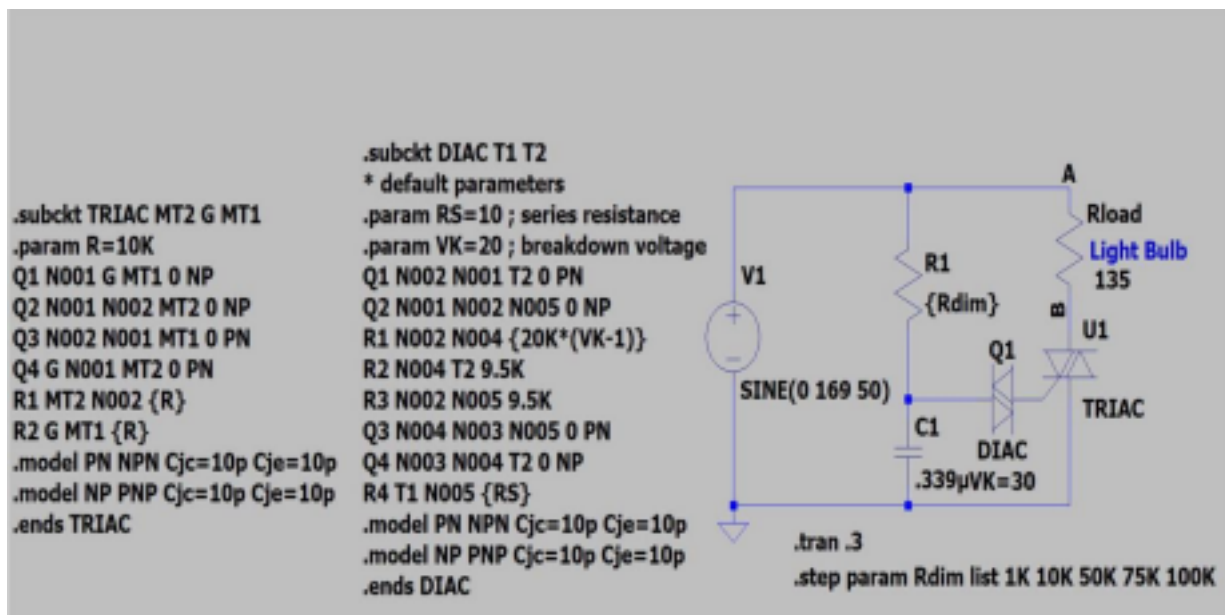 .subckt TRIAC MT2 G MT1
.param R=10K
Q1 N001 G MT1 0 NP
Q2 N001 N002 MT2 0 NP
Q3 N002 N001 MT1 0 PN
Q4 G N001 MT2 0 PN
R1 MT2 N002 {R}
R2 G MT1 {R}
.model PN NPN Cjc=10p Cje=10p
.model NP PNP Cjc=10p Cje=10p
.ends TRIAC
.subckt DIAC T1 T2
* default parameters
.param RS=10 ; series resistance
.param VK=20 ; breakdown voltage
Q1 N002 N001 T2 0 PN
Q2 N001 N002 N005 0 NP
R1 N002 N004 {20K*(VK-1)}
R2 N004 T2 9.5K
R3 N002 N005 9.5K
Q3 N004 N003 N005 0 PN
Q4 N003 N004 T2 0 NP
R4 T1 N005 {RS}
.model PN NPN Cjc=10p Cje=10p
.model NP PNP Cjc=10p Cje=10p
.ends DIAC
A
Rload
Light Bulb
135
R1
{Rdim}
V1
B
U1
Q1
SINE(0 169 50)
TRIAC
C1
DIAC
.339µ
VK=30
.tran .3
.step param Rdim list 1K 10K 50K 75K 100K